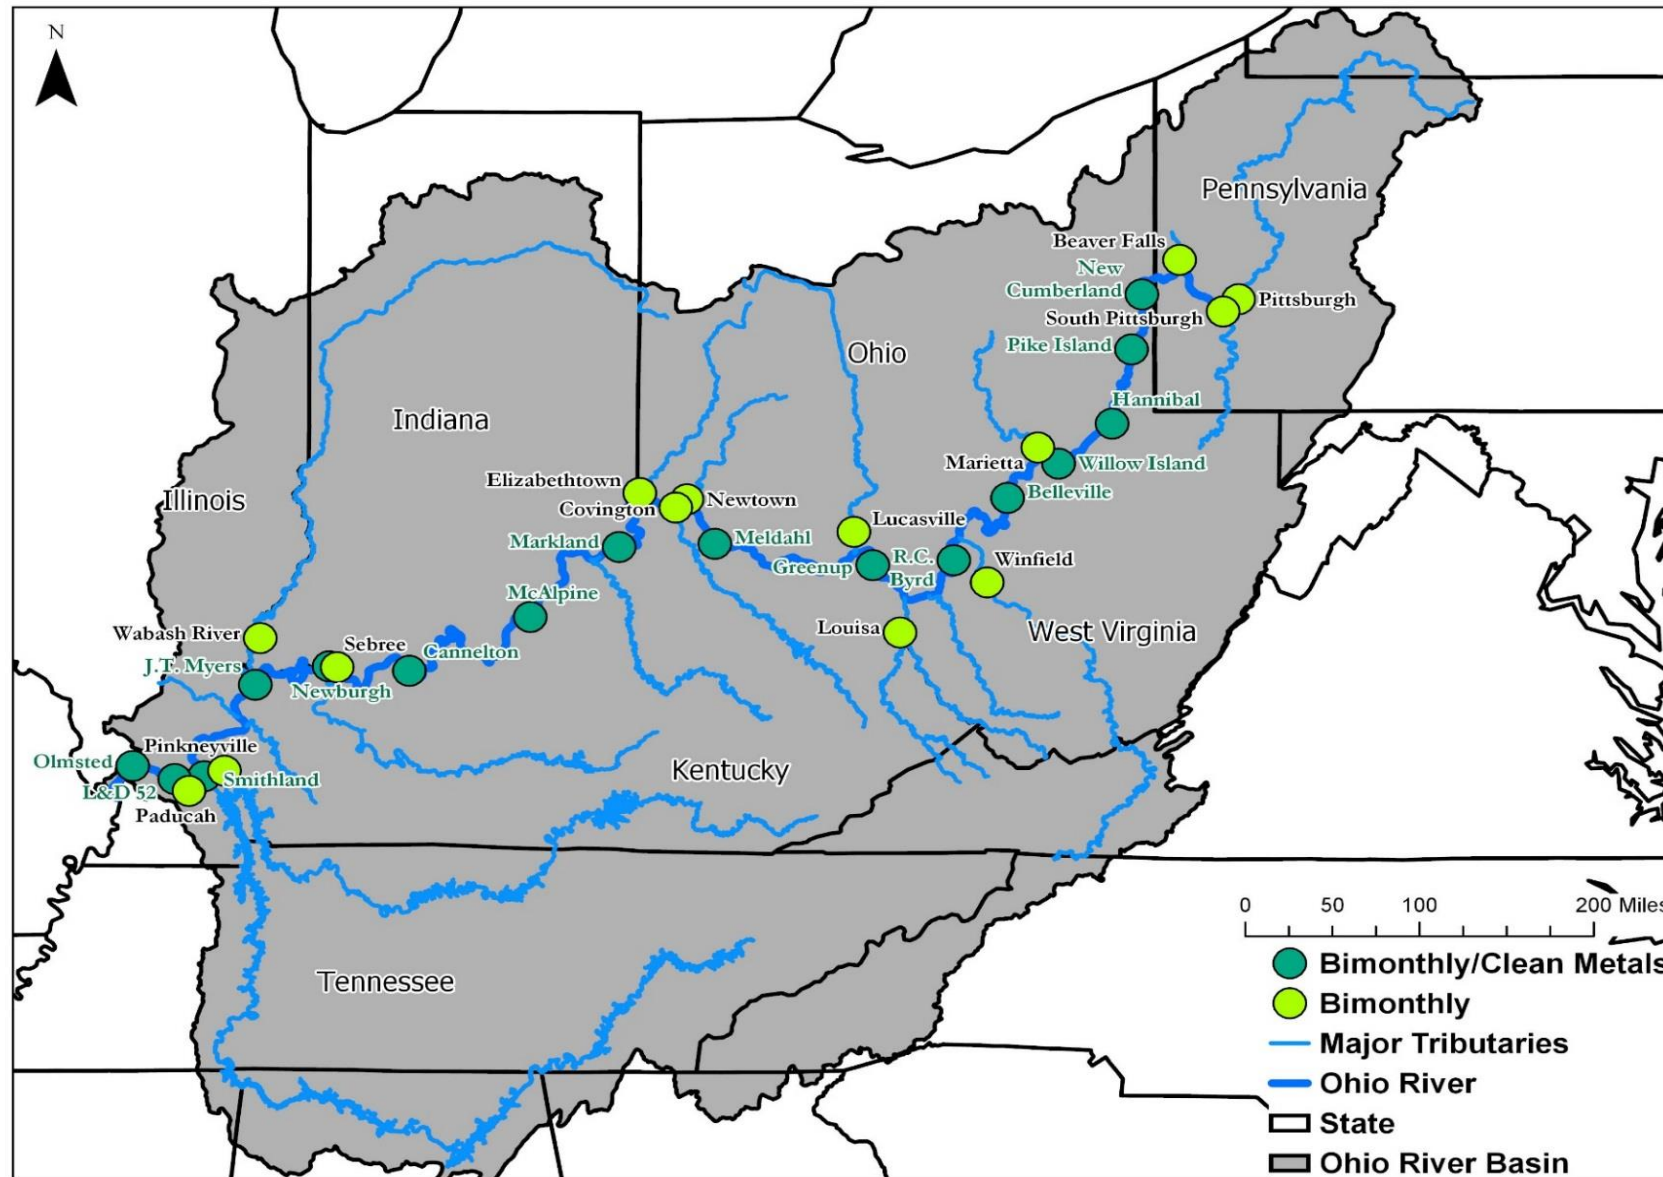 N
Pennsylvania
Beaver Falls
New
Cumberland
Pittsburgh
South Pittsburgh
Pike Island
Ohio
Hannibal
Indiana
Marietta
Willow Island
Elizabethtown
Belleville
Illinois
Covington
Newtown
Lucasville
Markland
Meldahl
R.C.
Byrd
Winfield
Greenup
McAlpine
Louisa
West Virginia
Wabash River
Sebree
Cannelton
J.T. Myers
Newburgh
Pinkneyville
Olmsted
Kentucky
Smithland
L&D 52
Paducah
Tennessee
0 50 100 200 Miles
Bimonthly/Clean Metals
Bimonthly
Major Tributaries
Ohio River
State
Ohio River Basin